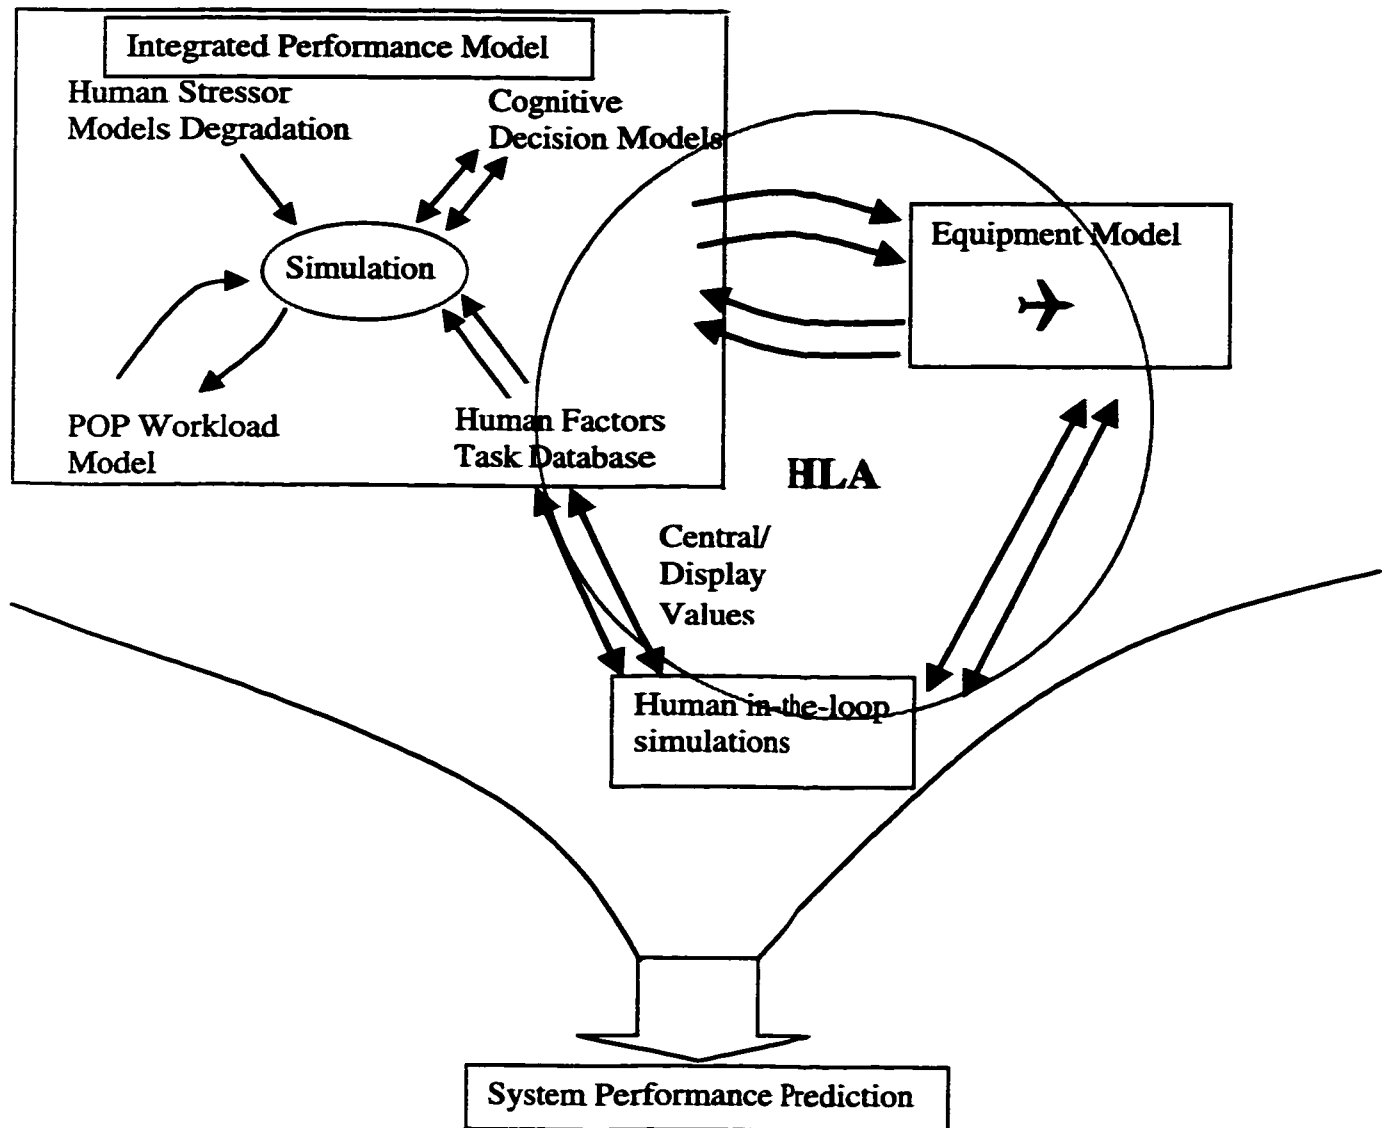 Integrated Performance Model
Human Stressor
Models Degradation
Cognitive
Decision Models
Simulation
Equipment Model
POP Workload
Model
Human Factors
Task Database
HLA
Central/
Display
Values
Human in-the-loop
simulations
System Performance Prediction